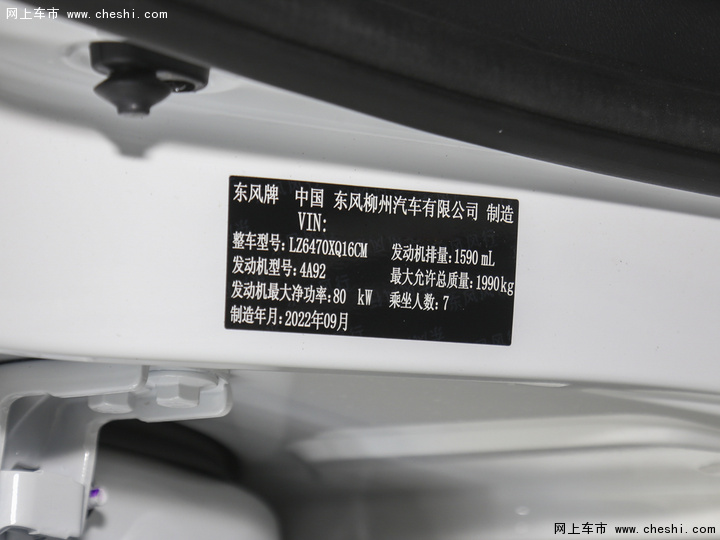 网上车市 www.cheshi.com
东风牌 中国 东风柳州汽车有限公司 制造
VIN:
整车型号:LZ6470XQ16CM 发动机排量:1590 mL
发动机型号:4A92 最大允许总质量:1990kg
发动机最大净功率:80 kW 乘坐人数:7
制造年月:2022年09月
网上车市 www.cheshi.com